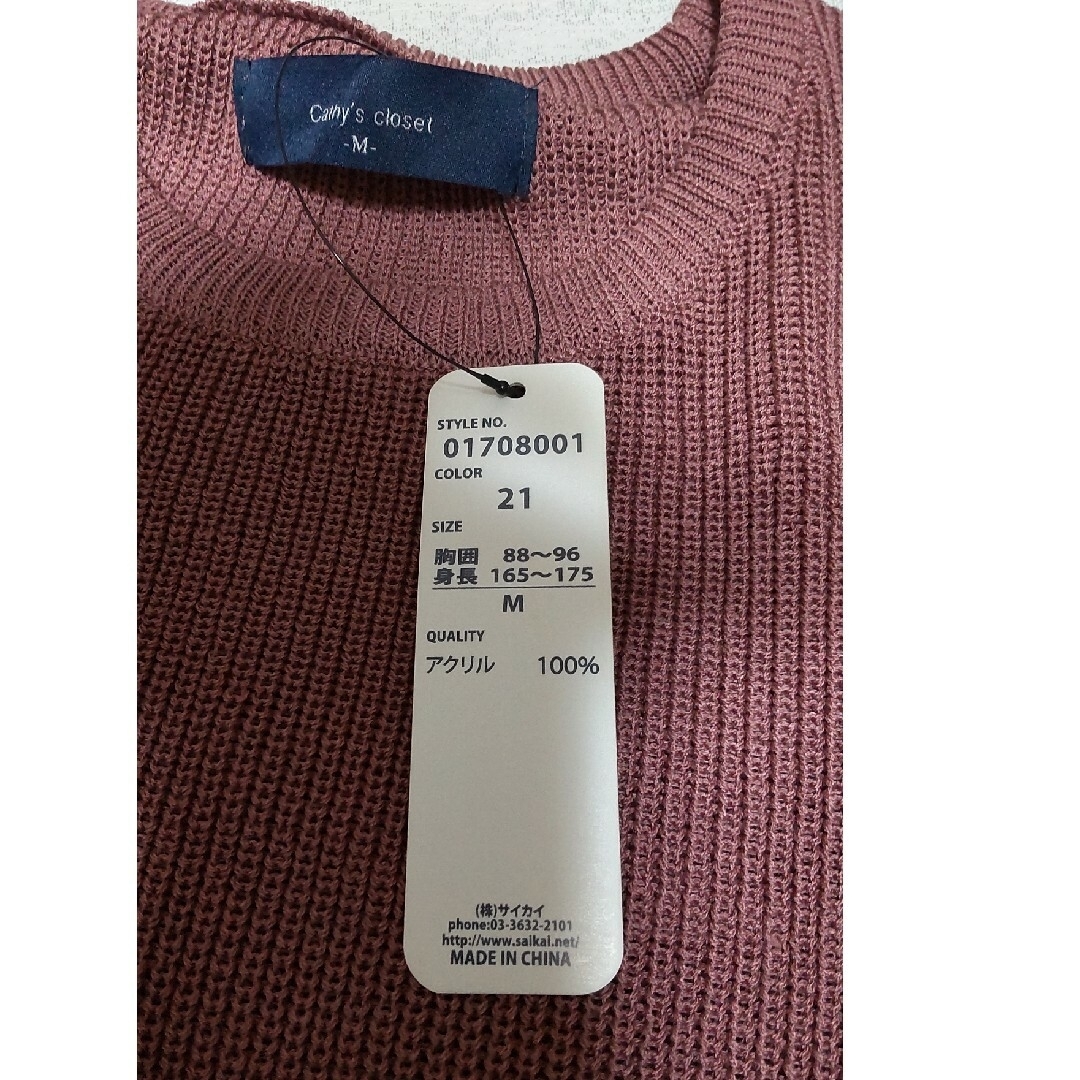 Cathy's closet
-M-
STYLE NO.
01708001
COLOR
21
SIZE
胸囲 88〜96
身長 165〜175
M
QUALITY
アクリル 100%
(株)サイカイ
phone:03-3632-2101
http://www.saikai.net/
MADE IN CHINA